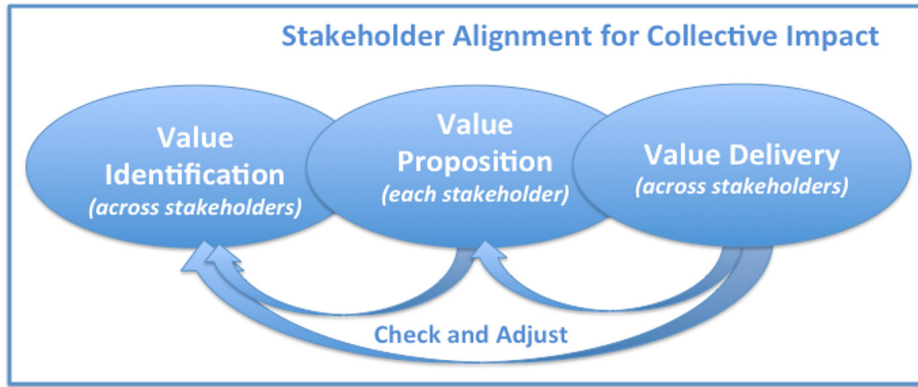 Stakeholder Alignment for Collective Impact
Value
Identification
(across stakeholders)
Value
Proposition
(each stakeholder)
Value Delivery
(across stakeholders)
Check and Adjust